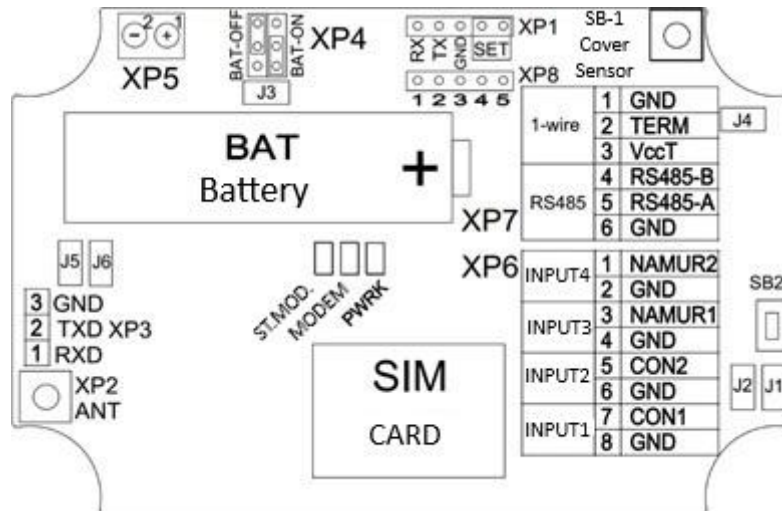 2 1
− +
XP5
BAT-OFF
BAT-ON
XP4
J3
XP1
RX
TX
GND
SET
XP8
1 2 3 4 5
SB-1
Cover
Sensor
BAT
Battery
+
XP7
1-wire
1 GND
2 TERM
3 VccT
J4
RS485
4 RS485-B
5 RS485-A
6 GND
XP6
INPUT4
1 NAMUR2
2 GND
INPUT3
3 NAMUR1
4 GND
INPUT2
5 CON2
6 GND
INPUT1
7 CON1
8 GND
SB2
J2 J1
J5 J6
ST.MOD.
MODEM
PWRK
3 GND
2 TXD XP3
1 RXD
XP2
ANT
SIM
CARD